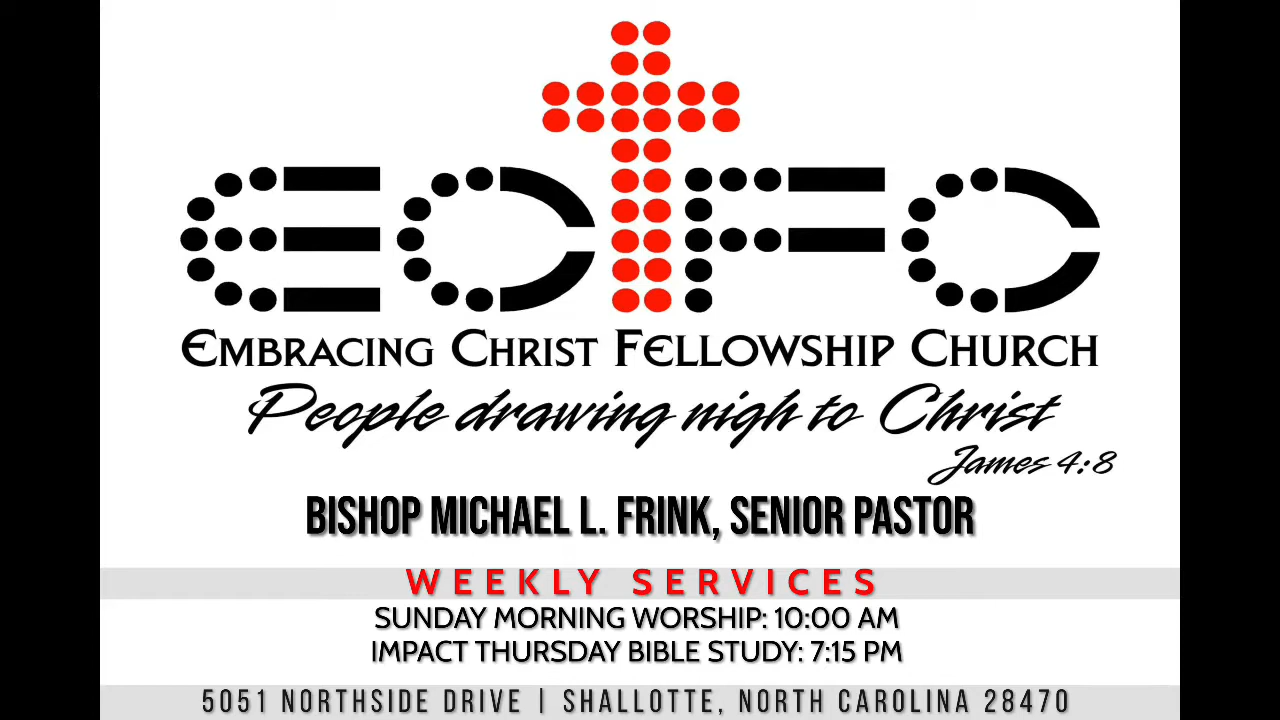 ECFC
EMBRACING CHRIST FELLOWSHIP CHURCH
People drawing nigh to Christ
James 4:8
BISHOP MICHAEL L. FRINK, SENIOR PASTOR
WEEKLY SERVICES
SUNDAY MORNING WORSHIP: 10:00 AM
IMPACT THURSDAY BIBLE STUDY: 7:15 PM
5051 NORTHSIDE DRIVE | SHALLOTTE, NORTH CAROLINA 28470